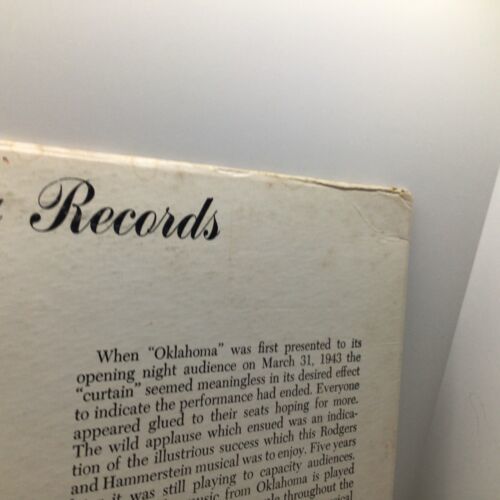 Records
When "Oklahoma" was first presented to its
opening night audience on March 31, 1943 the
"curtain" seemed meaningless in its desired effect
to indicate the performance had ended. Everyone
appeared glued to their seats hoping for more.
The wild applause which ensued was an indica-
tion of the illustrious success which this Rodgers
and Hammerstein musical was to enjoy. Five years
it was still playing to capacity audiences.
music from Oklahoma is played
throughout the